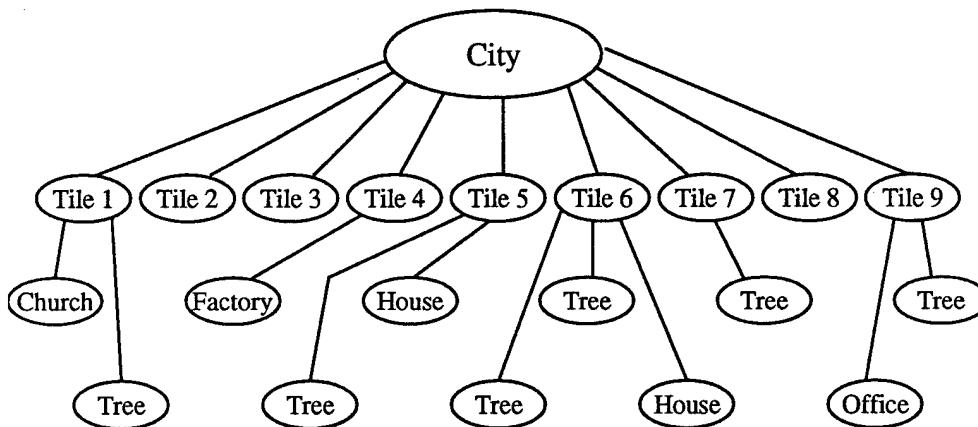 City
Tile 1 Tile 2 Tile 3 Tile 4 Tile 5 Tile 6 Tile 7 Tile 8 Tile 9
Church Factory House Tree Tree Tree
Tree Tree Tree House Office